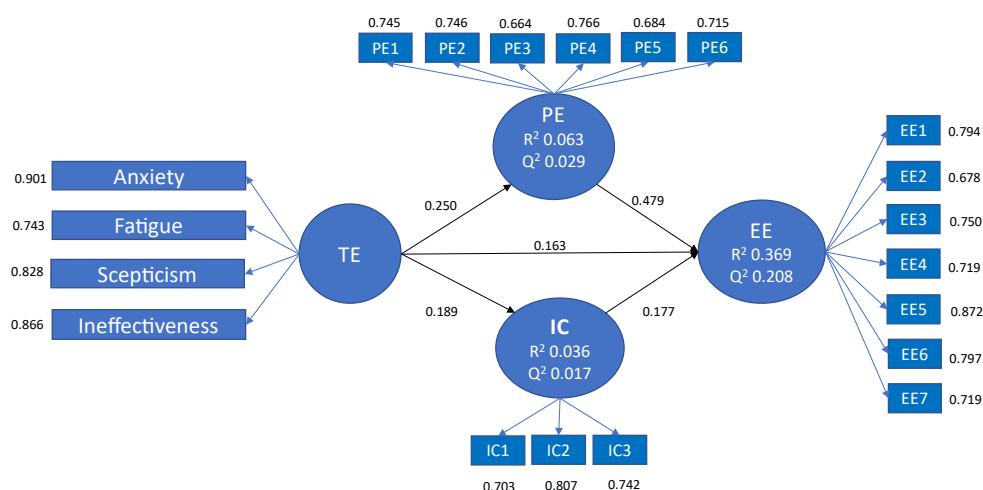 0.745 0.746 0.664 0.766 0.684 0.715
PE1 PE2 PE3 PE4 PE5 PE6
PE
R² 0.063
Q² 0.029
0.901 Anxiety
0.743 Fatigue
0.828 Scepticism
0.866 Ineffectiveness
TE
0.250
0.479
0.163
0.189
0.177
IC
R² 0.036
Q² 0.017
IC1 IC2 IC3
0.703 0.807 0.742
EE
R² 0.369
Q² 0.208
EE1 0.794
EE2 0.678
EE3 0.750
EE4 0.719
EE5 0.872
EE6 0.797
EE7 0.719